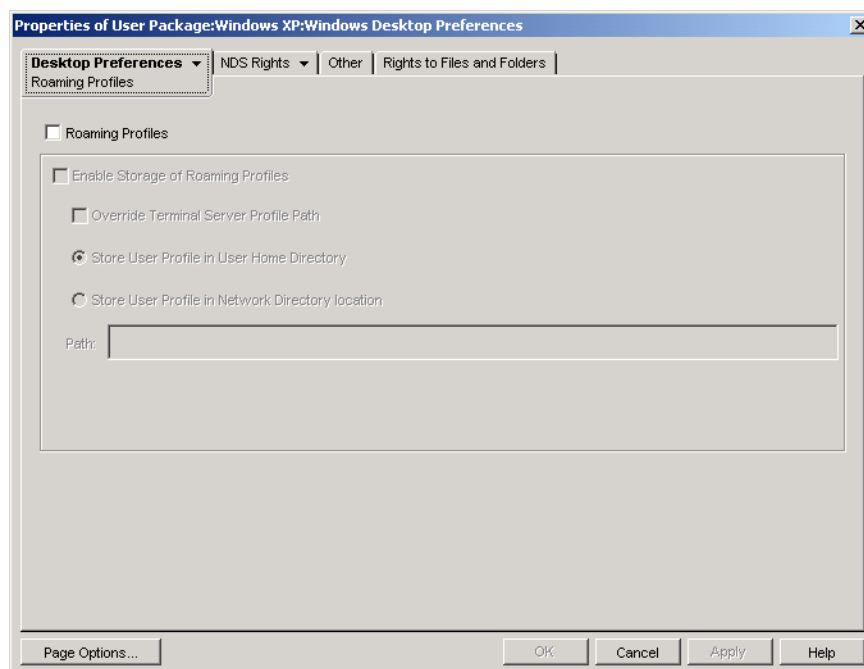 Properties of User Package:Windows XP:Windows Desktop Preferences
Desktop Preferences NDS Rights Other Rights to Files and Folders
Roaming Profiles
Roaming Profiles
Enable Storage of Roaming Profiles
Override Terminal Server Profile Path
Store User Profile in User Home Directory
Store User Profile in Network Directory location
Path:
Page Options... OK Cancel Apply Help